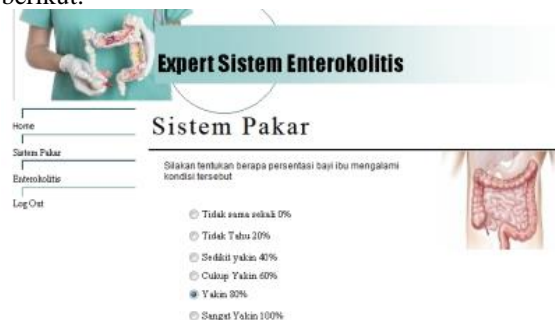 berikut:
Expert Sistem Enterokolitis
Home
Sistem Pakar
Enterokolitis
Log Out
Sistem Pakar
Silakan tentukan berapa persentasi bayi ibu mengalami
kondisi tersebut
Tidak sama sekali 0%
Tidak Tahu 20%
Sedikit yakin 40%
Cukup Yakin 60%
Yakin 80%
Sangat Yakin 100%